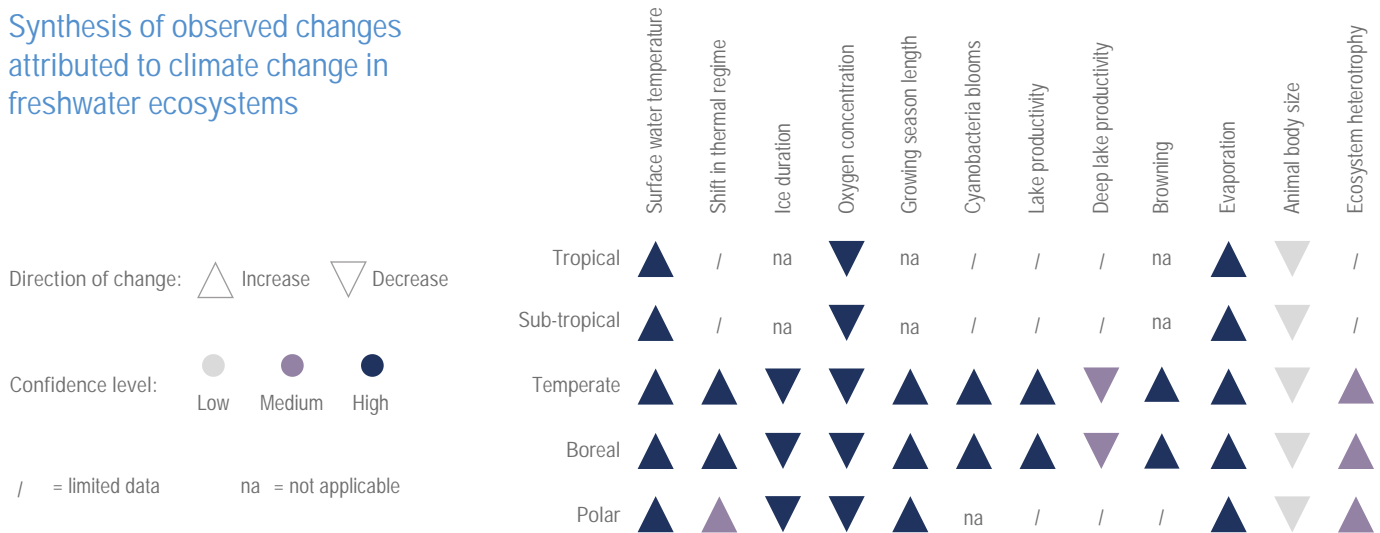 Synthesis of observed changes
attributed to climate change in
freshwater ecosystems
Surface water temperature
Shift in thermal regime
Ice duration
Oxygen concentration
Growing season length
Cyanobacteria blooms
Lake productivity
Deep lake productivity
Browning
Evaporation
Animal body size
Ecosystem heterotrophy
Direction of change: Increase Decrease
Confidence level:
Low Medium High
/ = limited data na = not applicable
Tropical / na na / / / na /
Sub-tropical / na na / / / na /
Temperate
Boreal
Polar na / / /